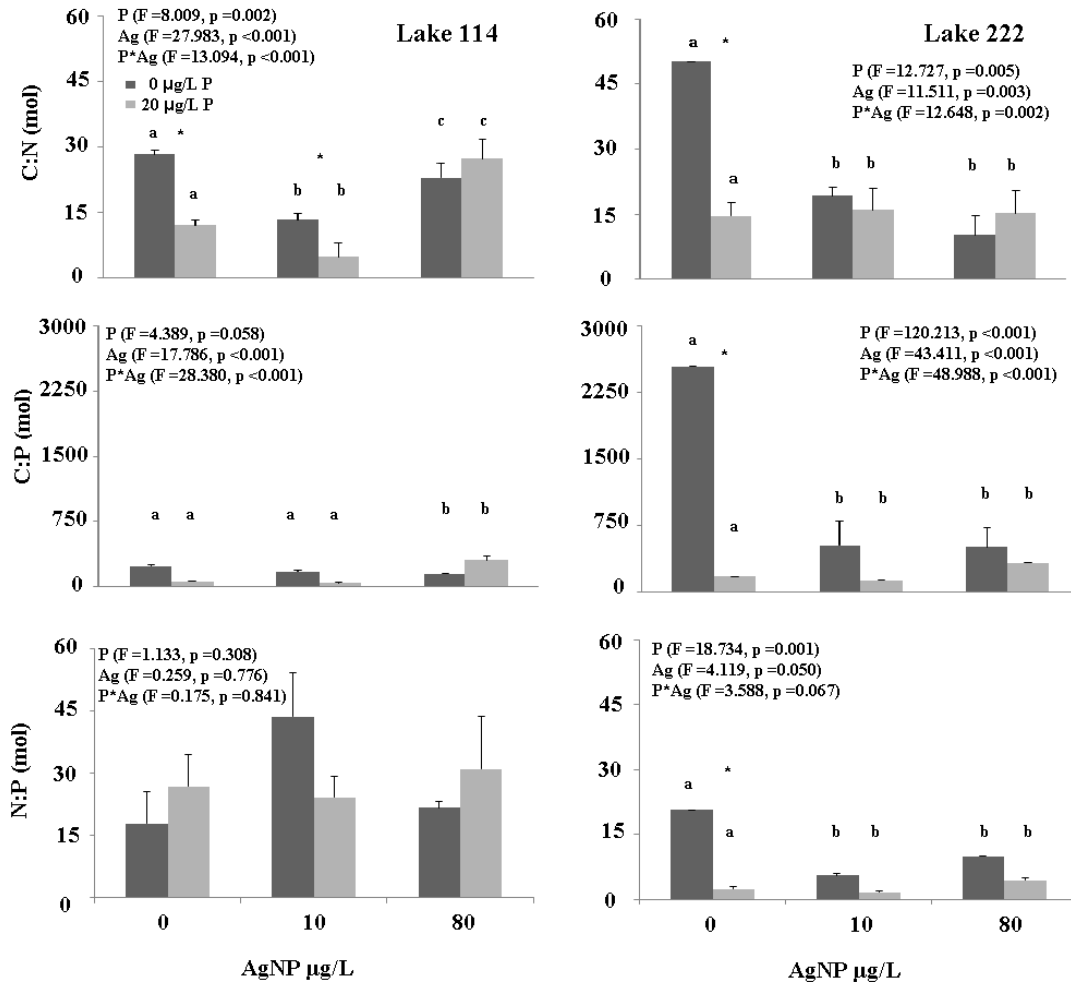 Lake 114
P (F =8.009, p =0.002)
Ag (F =27.983, p <0.001)
P*Ag (F =13.094, p <0.001)
0 µg/L P
20 µg/L P
C:N (mol)
60
45
30
15
0
a * a
b * b
c c
Lake 222
P (F =12.727, p =0.005)
Ag (F =11.511, p =0.003)
P*Ag (F =12.648, p =0.002)
60
45
30
15
0
a * a
b b
b b
P (F =4.389, p =0.058)
Ag (F =17.786, p <0.001)
P*Ag (F =28.380, p <0.001)
C:P (mol)
3000
2250
1500
750
0
a a
a a
b b
P (F =120.213, p <0.001)
Ag (F =43.411, p <0.001)
P*Ag (F =48.988, p <0.001)
3000
2250
1500
750
0
a * a
b b
b b
P (F =1.133, p =0.308)
Ag (F =0.259, p =0.776)
P*Ag (F =0.175, p =0.841)
N:P (mol)
60
45
30
15
0
0 10 80
AgNP µg/L
P (F =18.734, p =0.001)
Ag (F =4.119, p =0.050)
P*Ag (F =3.588, p =0.067)
60
45
30
15
0
a * a
b b
b b
0 10 80
AgNP µg/L